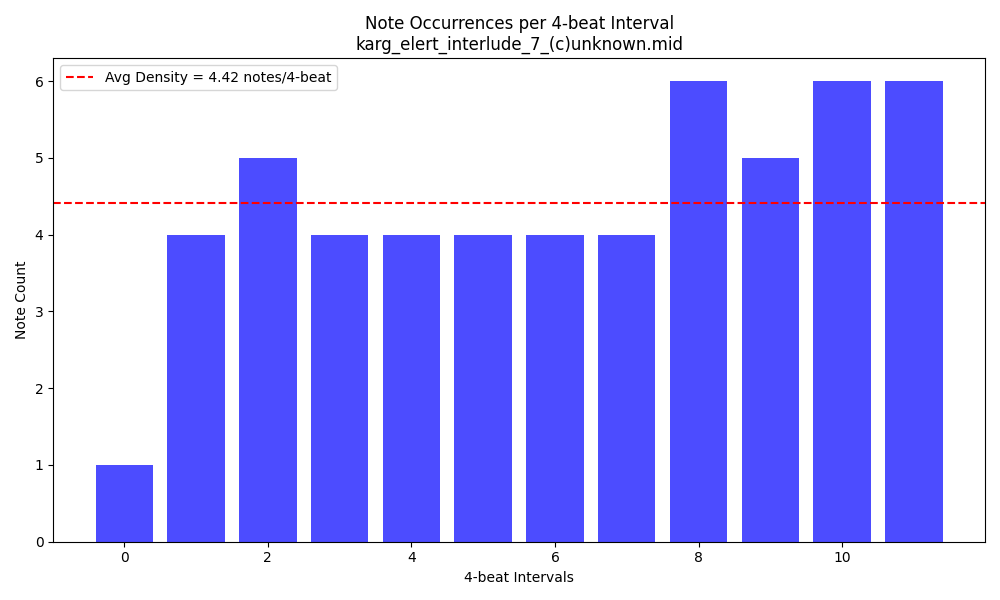 Note Occurrences per 4-beat Interval
karg_elert_interlude_7_(c)unknown.mid
Avg Density = 4.42 notes/4-beat
6
5
4
3
2
1
0
Note Count
0 2 4 6 8 10
4-beat Intervals